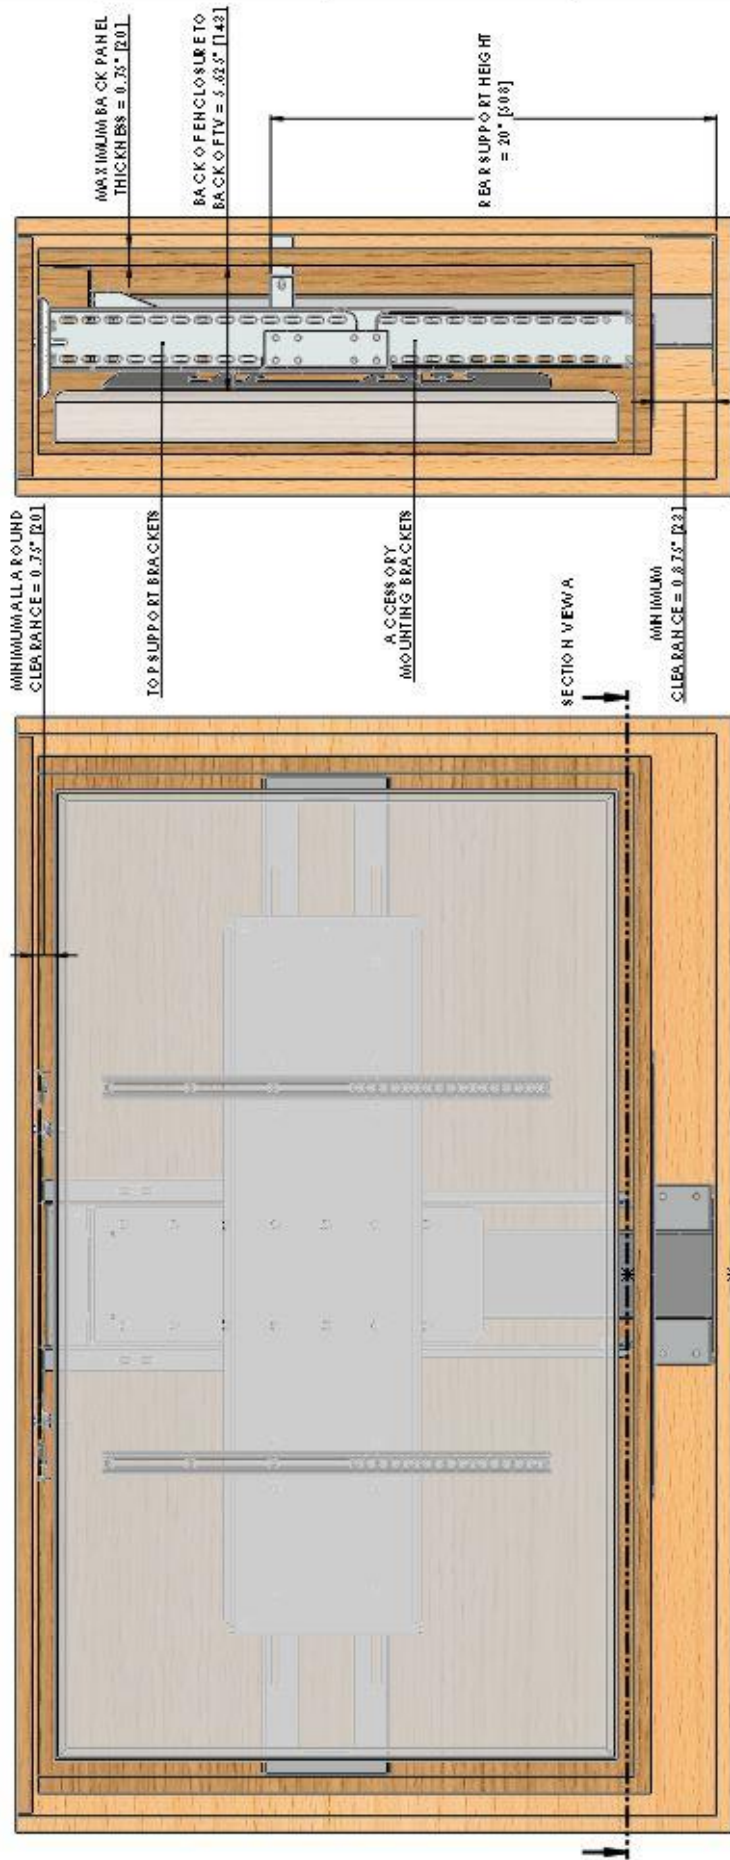 MAXIMUM BACK PANEL
THICKNESS = 0.75" [20]
BACK OF ENCLOSURE TO
BACK OF TV = 5.625" [143]
REAR SUPPORT HEIGHT
= 20" [508]
MINIMUM ALL AROUND
CLEARANCE = 0.75" [20]
TOP SUPPORT BRACKETS
ACCESSORY
MOUNTING BRACKETS
SECTION VIEW A
MINIMUM
CLEARANCE = 0.875" [23]